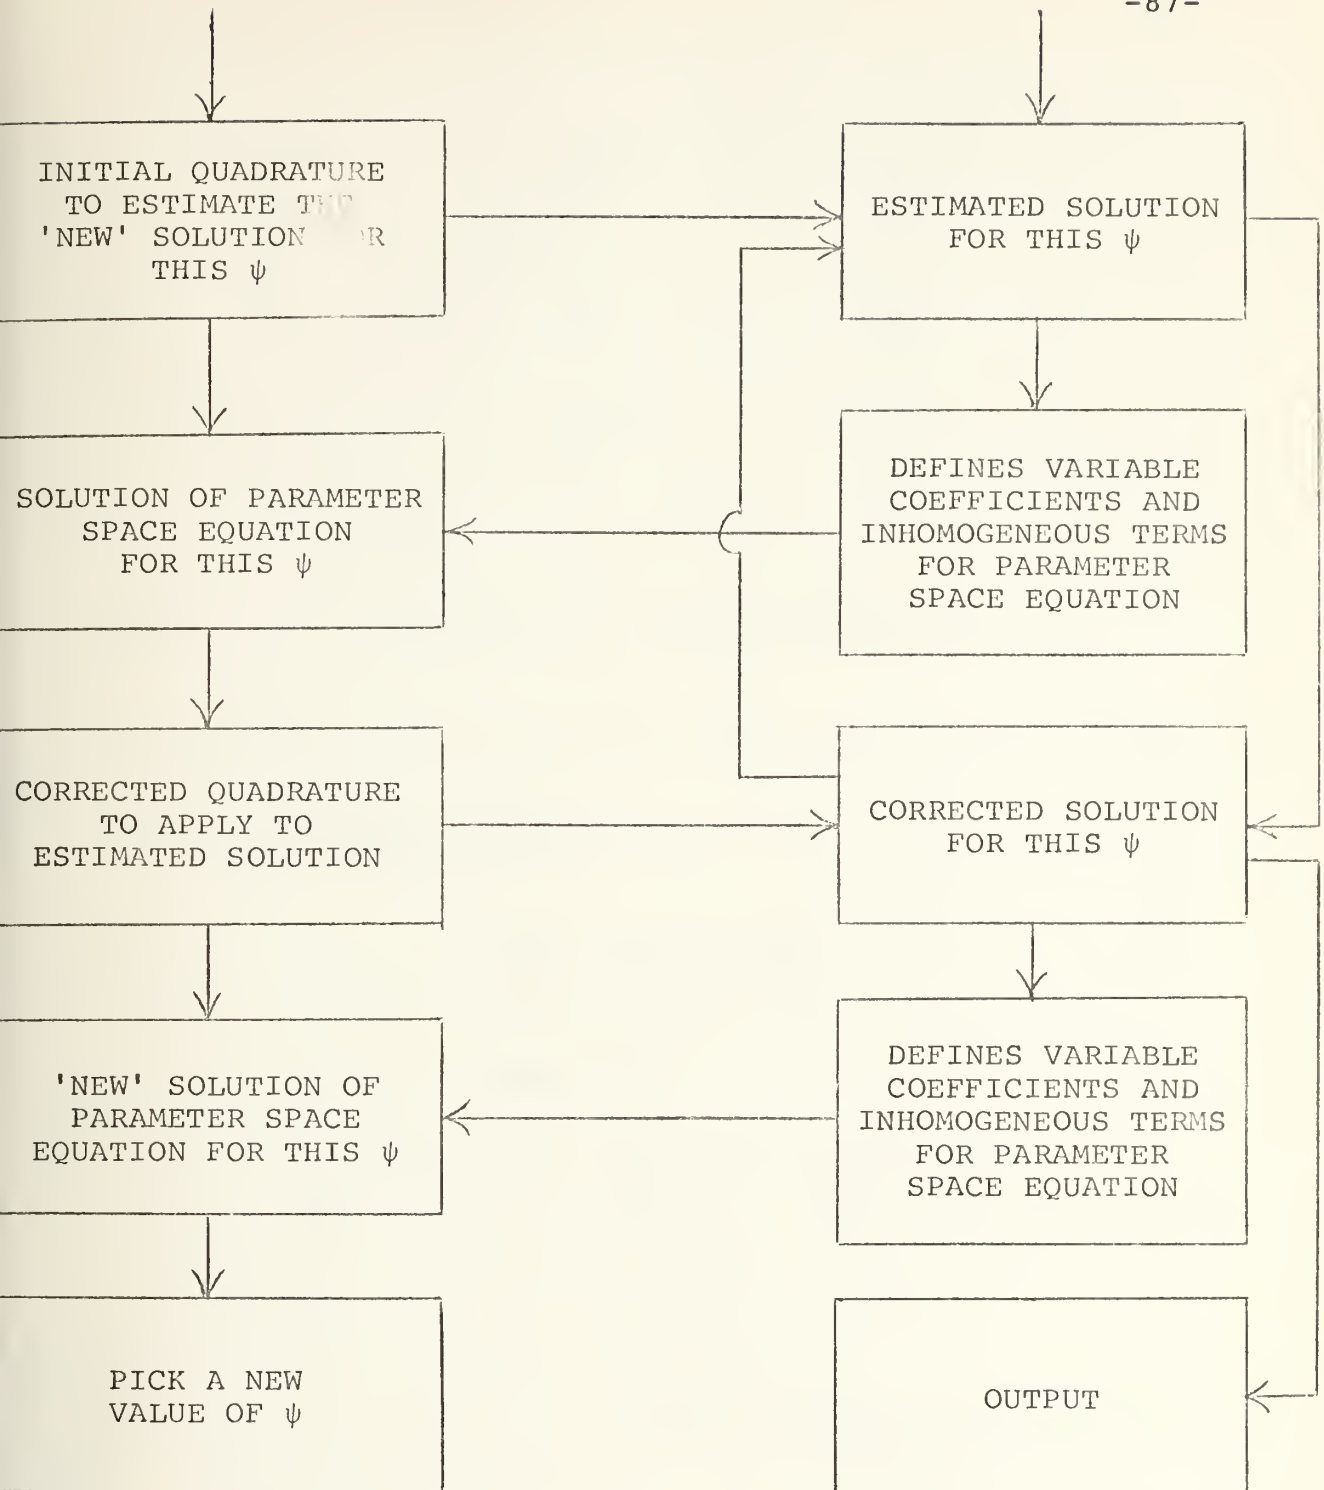 -87-
INITIAL QUADRATURE
TO ESTIMATE
'NEW' SOLUTION
THIS ψ
ESTIMATED SOLUTION
FOR THIS ψ
SOLUTION OF PARAMETER
SPACE EQUATION
FOR THIS ψ
DEFINES VARIABLE
COEFFICIENTS AND
INHOMOGENEOUS TERMS
FOR PARAMETER
SPACE EQUATION
CORRECTED QUADRATURE
TO APPLY TO
ESTIMATED SOLUTION
CORRECTED SOLUTION
FOR THIS ψ
'NEW' SOLUTION OF
PARAMETER SPACE
EQUATION FOR THIS ψ
DEFINES VARIABLE
COEFFICIENTS AND
INHOMOGENEOUS TERMS
FOR PARAMETER
SPACE EQUATION
PICK A NEW
VALUE OF ψ
OUTPUT